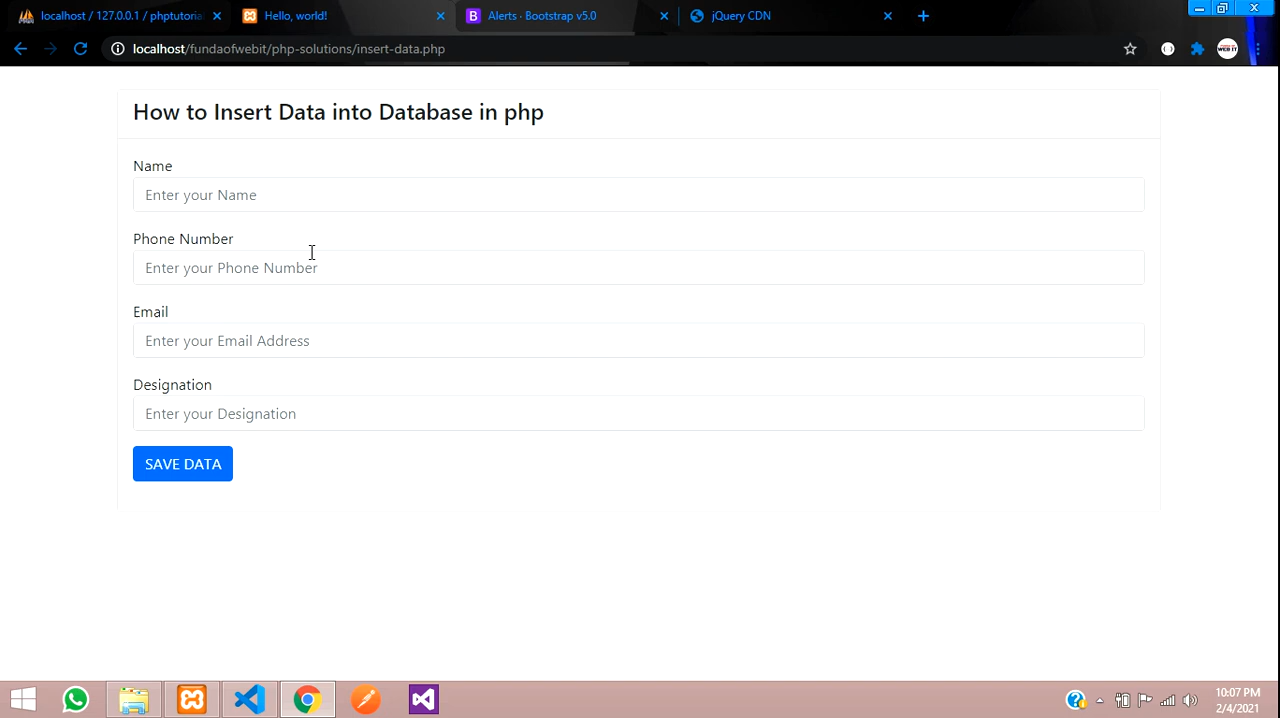 localhost / 127.0.0.1 / phptutoria
Hello, world!
Alerts · Bootstrap v5.0
jQuery CDN
localhost/fundaofwebit/php-solutions/insert-data.php
WEB IT
How to Insert Data into Database in php
Name
Enter your Name
Phone Number
Enter your Phone Number
Email
Enter your Email Address
Designation
Enter your Designation
SAVE DATA
10:07 PM
2/4/2021